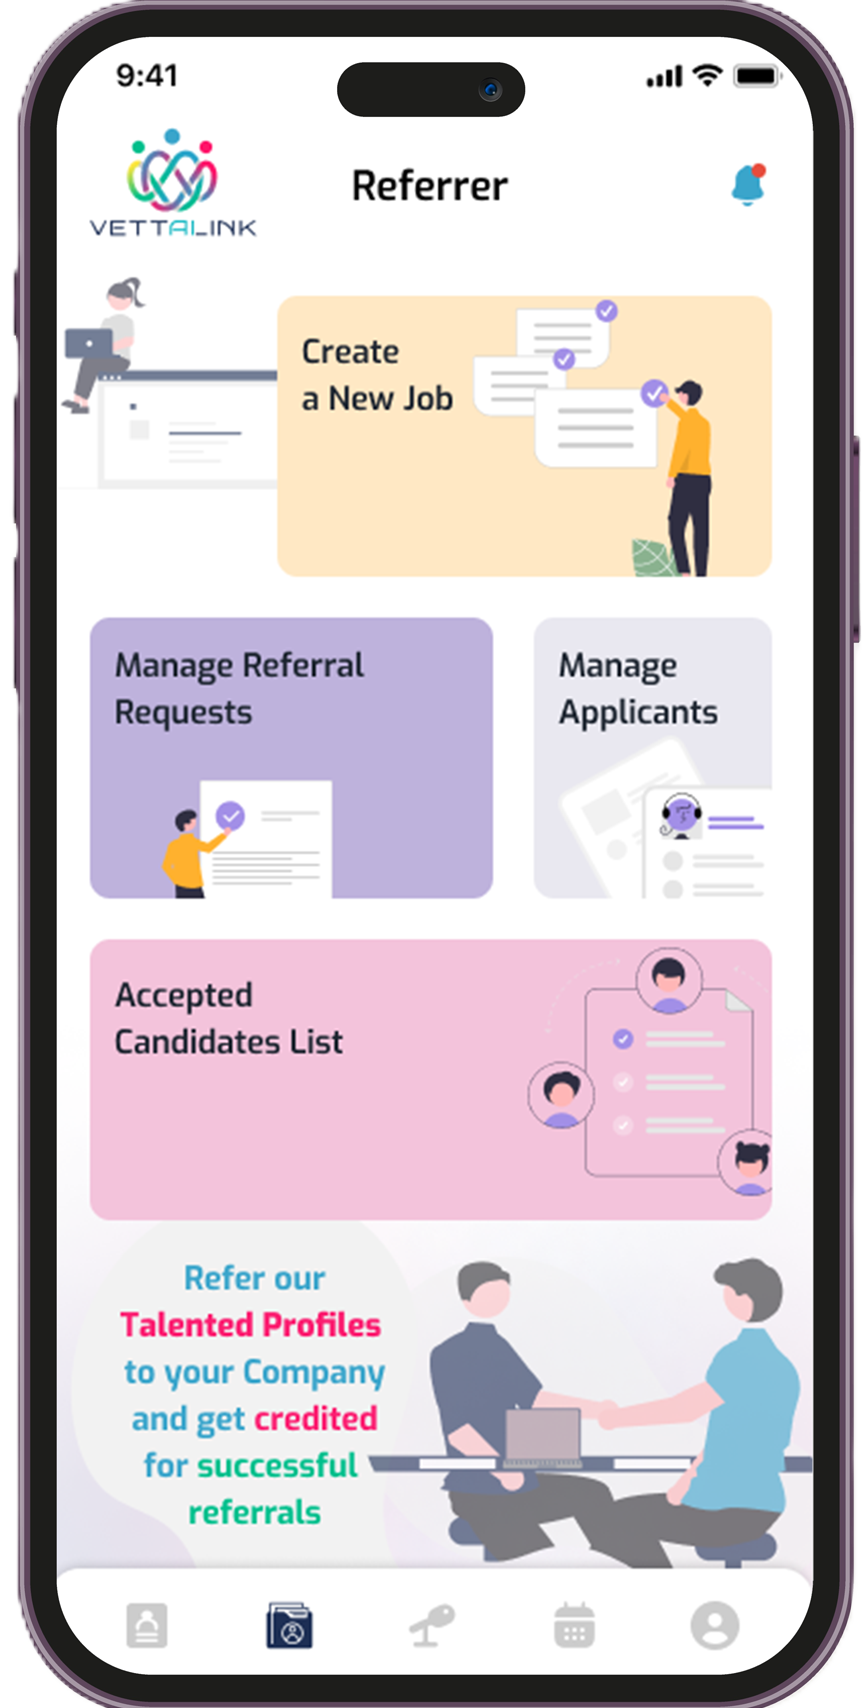 9:41
VETTAILINK
Referrer
Create
a New Job
Manage Referral
Requests
Manage
Applicants
Accepted
Candidates List
Refer our
Talented Profiles
to your Company
and get credited
for successful
referrals